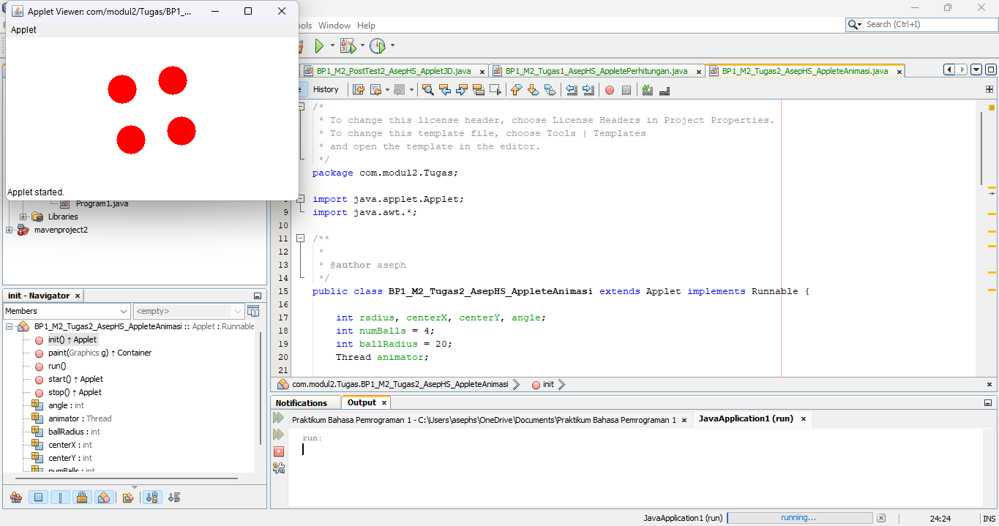 Applet Viewer: com/modul2/Tugas/BP1_...
Applet
Applet started.
Window Help
Search (Ctrl+I)
BP1_M2_PostTest2_AsepHS_Applet3D.java
BP1_M2_Tugas1_AsepHS_AppletePerhitungan.java
BP1_M2_Tugas2_AsepHS_AppleteAnimasi.java
History
/*
* To change this license header, choose License Headers in Project Properties.
* To change this template file, choose Tools | Templates
* and open the template in the editor.
*/
package com.modul2.Tugas;
import java.applet.Applet;
9 import java.awt.*;
10
11 /**
12 *
13 * @author aseph
14 */
15 public class BP1_M2_Tugas2_AsepHS_AppleteAnimasi extends Applet implements Runnable {
16
17 int radius, centerX, centerY, angle;
18 int numBalls = 4;
19 int ballRadius = 20;
20 Thread animator;
21
com.modul2.Tugas.BP1_M2_Tugas2_AsepHS_AppleteAnimasi
init
Program1.java
Libraries
mavenproject2
init - Navigator
Members
<empty>
BP1_M2_Tugas2_AsepHS_AppleteAnimasi :: Applet : Runnable
init() ↑ Applet
paint(Graphics g) ↑ Container
run()
start() ↑ Applet
stop() ↑ Applet
angle : int
animator : Thread
ballRadius : int
centerX : int
centerY : int
numBalls : int
Notifications
Output
Praktikum Bahasa Pemrograman 1 - C:\Users\asephs\OneDrive\Documents\Praktikum Bahasa Pemrograman 1
JavaApplication1 (run)
run:
JavaApplication1 (run)
running...
24:24
INS